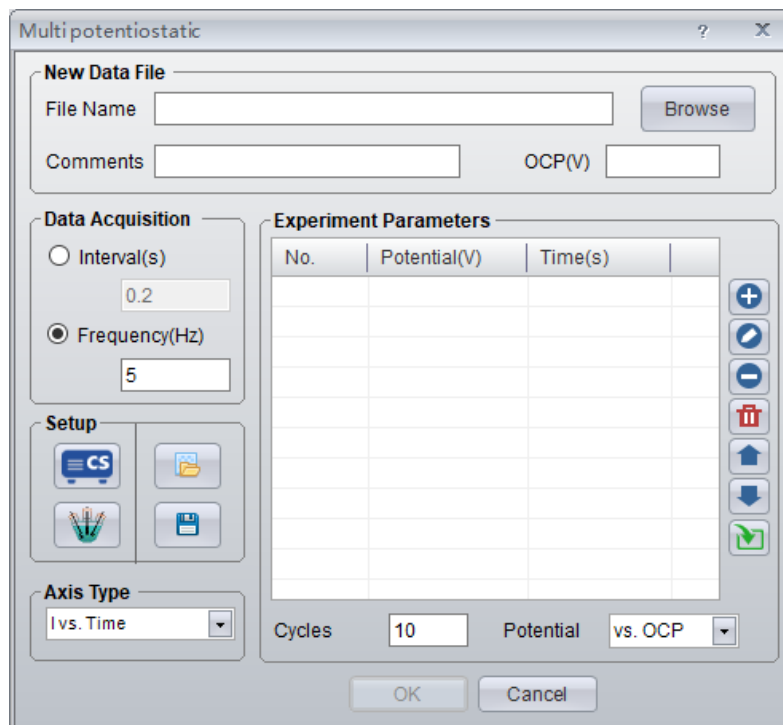 Multi potentiostatic ?
New Data File
File Name Browse
Comments OCP(V)
Data Acquisition
Interval(s)
0.2
Frequency(Hz)
5
Setup
CS
Axis Type
I vs. Time
Experiment Parameters
No. Potential(V) Time(s)
Cycles 10 Potential vs. OCP
OK Cancel